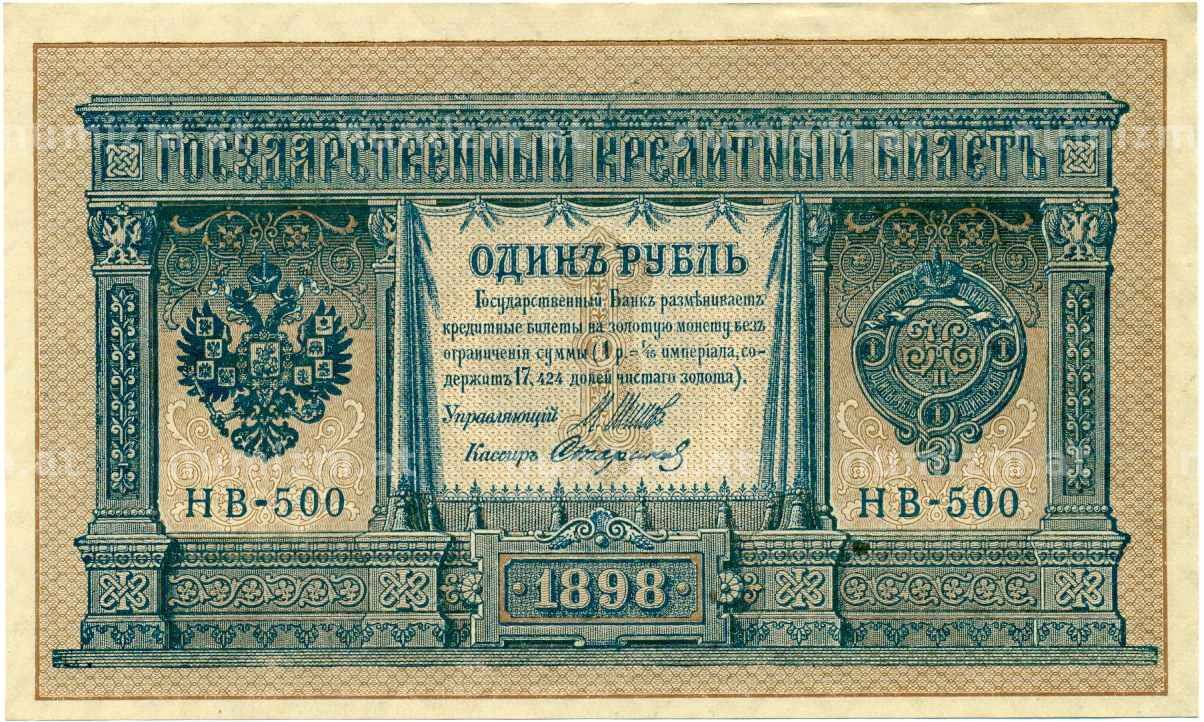 ГОСУДАРСТВЕННЫЙ КРЕДИТНЫЙ БИЛЕТЪ
ОДИНЪ РУБЛЬ
Государственный Банкъ размѣниваетъ
кредитные билеты на золотую монету безъ
ограниченія суммы (1 р. = 1/15 имперіала, со-
держитъ 17,424 долей чистаго золота).
Управляющій
Кассиръ
НВ-500
НВ-500
1898